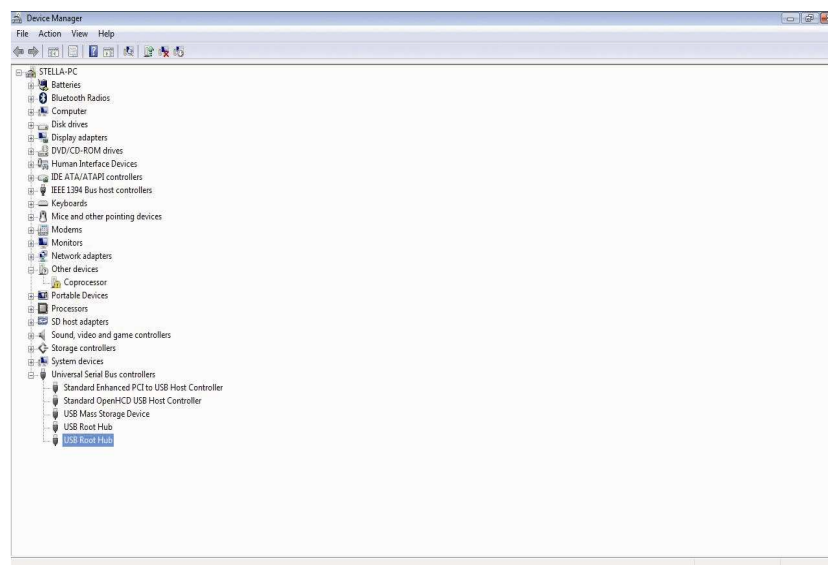 Device Manager
File Action View Help
STELLA-PC
Batteries
Bluetooth Radios
Computer
Disk drives
Display adapters
DVD/CD-ROM drives
Human Interface Devices
IDE ATA/ATAPI controllers
IEEE 1394 Bus host controllers
Keyboards
Mice and other pointing devices
Modems
Monitors
Network adapters
Other devices
Coprocessor
Portable Devices
Processors
SD host adapters
Sound, video and game controllers
Storage controllers
System devices
Universal Serial Bus controllers
Standard Enhanced PCI to USB Host Controller
Standard OpenHCD USB Host Controller
USB Mass Storage Device
USB Root Hub
USB Root Hub